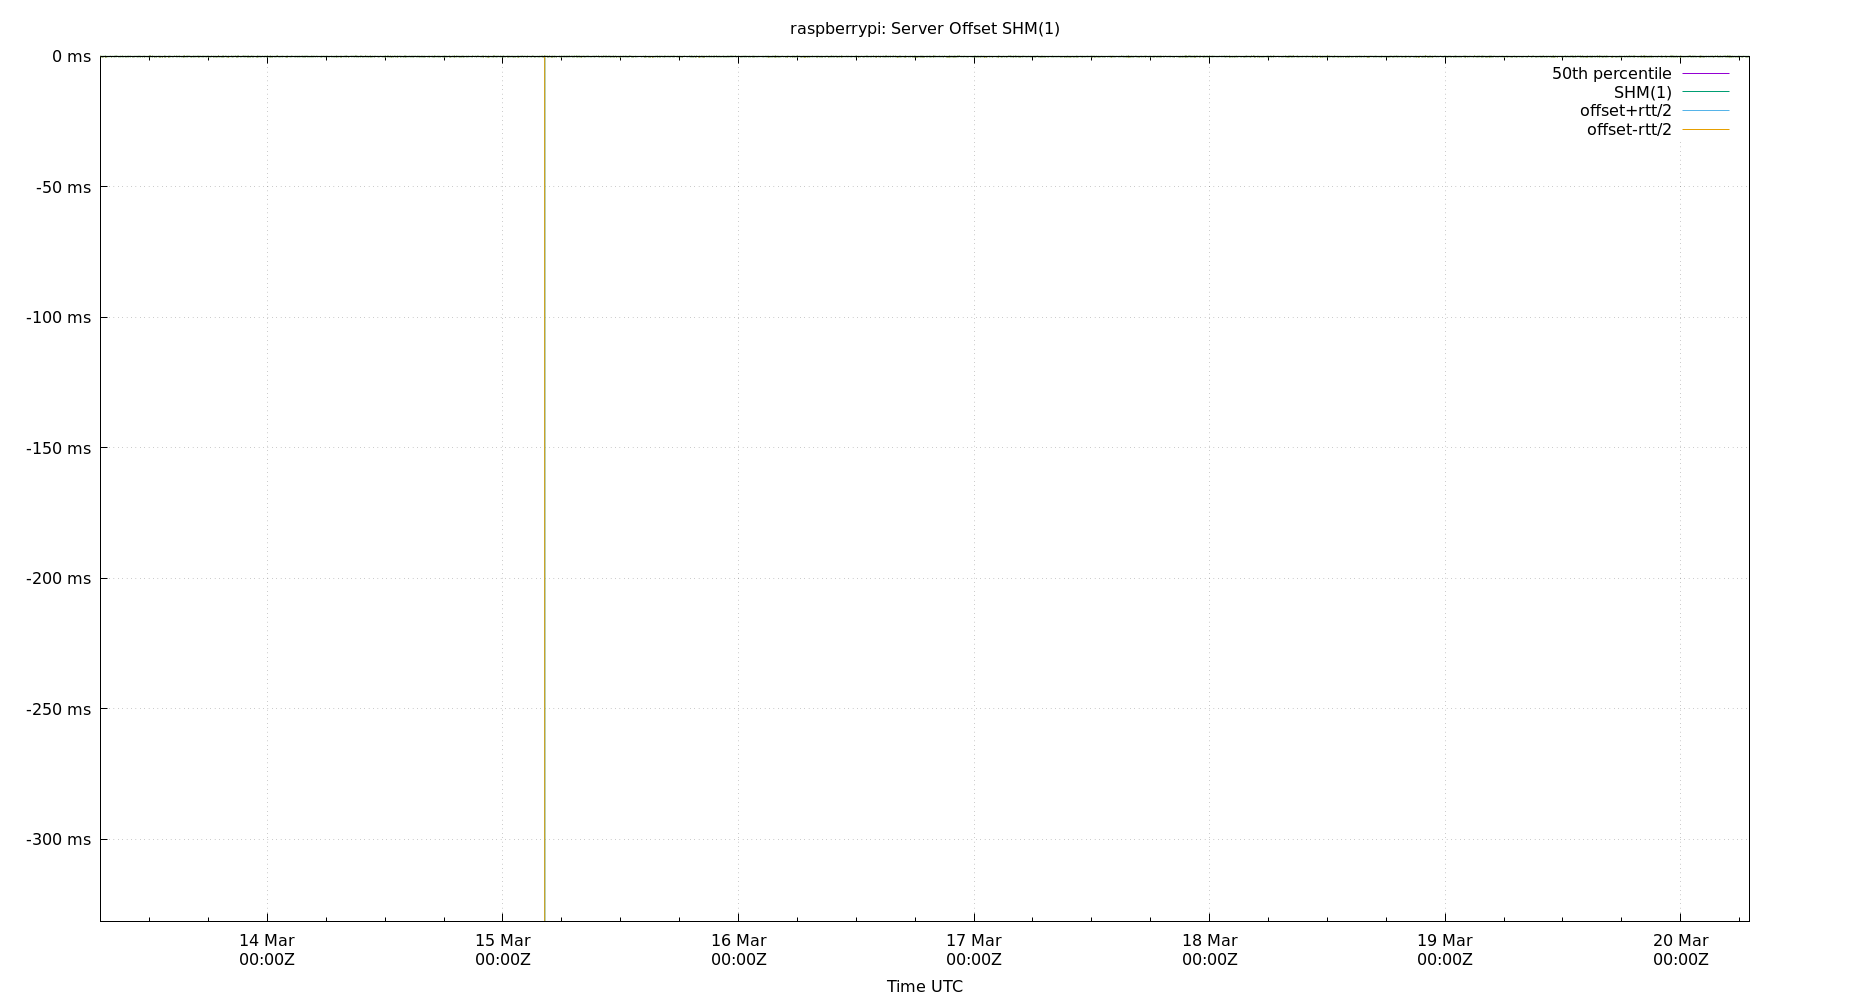 raspberrypi: Server Offset SHM(1)
0 ms
50th percentile
SHM(1)
offset+rtt/2
offset-rtt/2
-50 ms
-100 ms
-150 ms
-200 ms
-250 ms
-300 ms
14 Mar 15 Mar 16 Mar 17 Mar 18 Mar 19 Mar 20 Mar
00:00Z 00:00Z 00:00Z 00:00Z 00:00Z 00:00Z 00:00Z
Time UTC